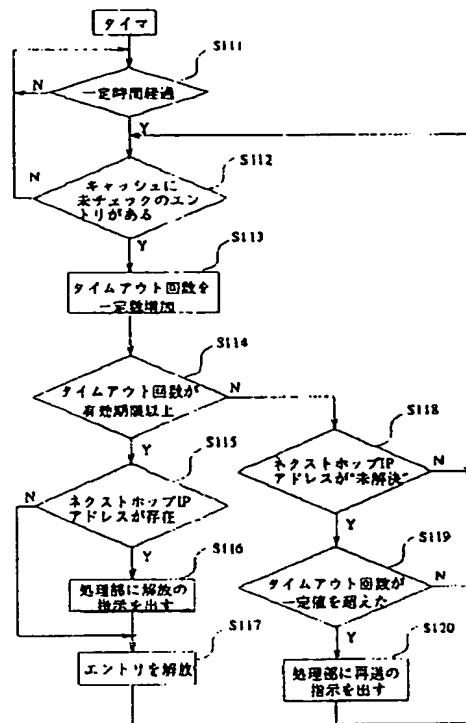 タイマ
S111
一定時間経過
N
Y
S112
キャッシュに
未チェックのエン
トリがある
N
Y
S113
タイムアウト回数を
一定数増加
S114
タイムアウト回数が
有効期限以上
N
Y
S115
ネクストホップIP
アドレスが存在
N
Y
S116
処理部に解放の
指示を出す
S117
エントリを解放
S118
ネクストホップIP
アドレスが"未解決"
N
Y
S119
タイムアウト回数が
一定値を超えた
N
Y
S120
処理部に再送の
指示を出す